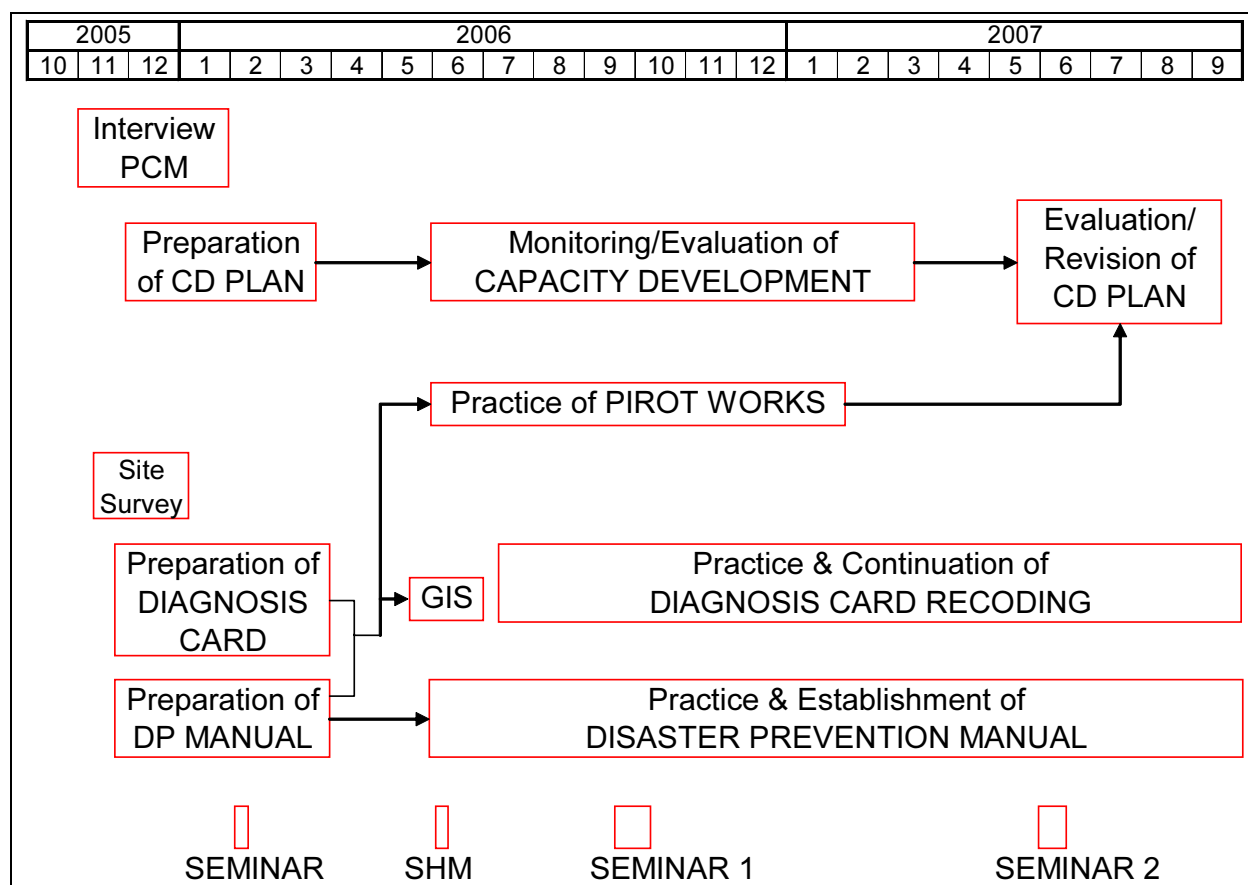 2005 2006 2007
10 11 12 1 2 3 4 5 6 7 8 9 10 11 12 1 2 3 4 5 6 7 8 9
Interview
PCM
Preparation
of CD PLAN
Monitoring/Evaluation of
CAPACITY DEVELOPMENT
Evaluation/
Revision of
CD PLAN
Practice of PIROT WORKS
Site
Survey
Preparation of
DIAGNOSIS
CARD
GIS
Practice & Continuation of
DIAGNOSIS CARD RECODING
Preparation of
DP MANUAL
Practice & Establishment of
DISASTER PREVENTION MANUAL
SEMINAR SHM SEMINAR 1 SEMINAR 2